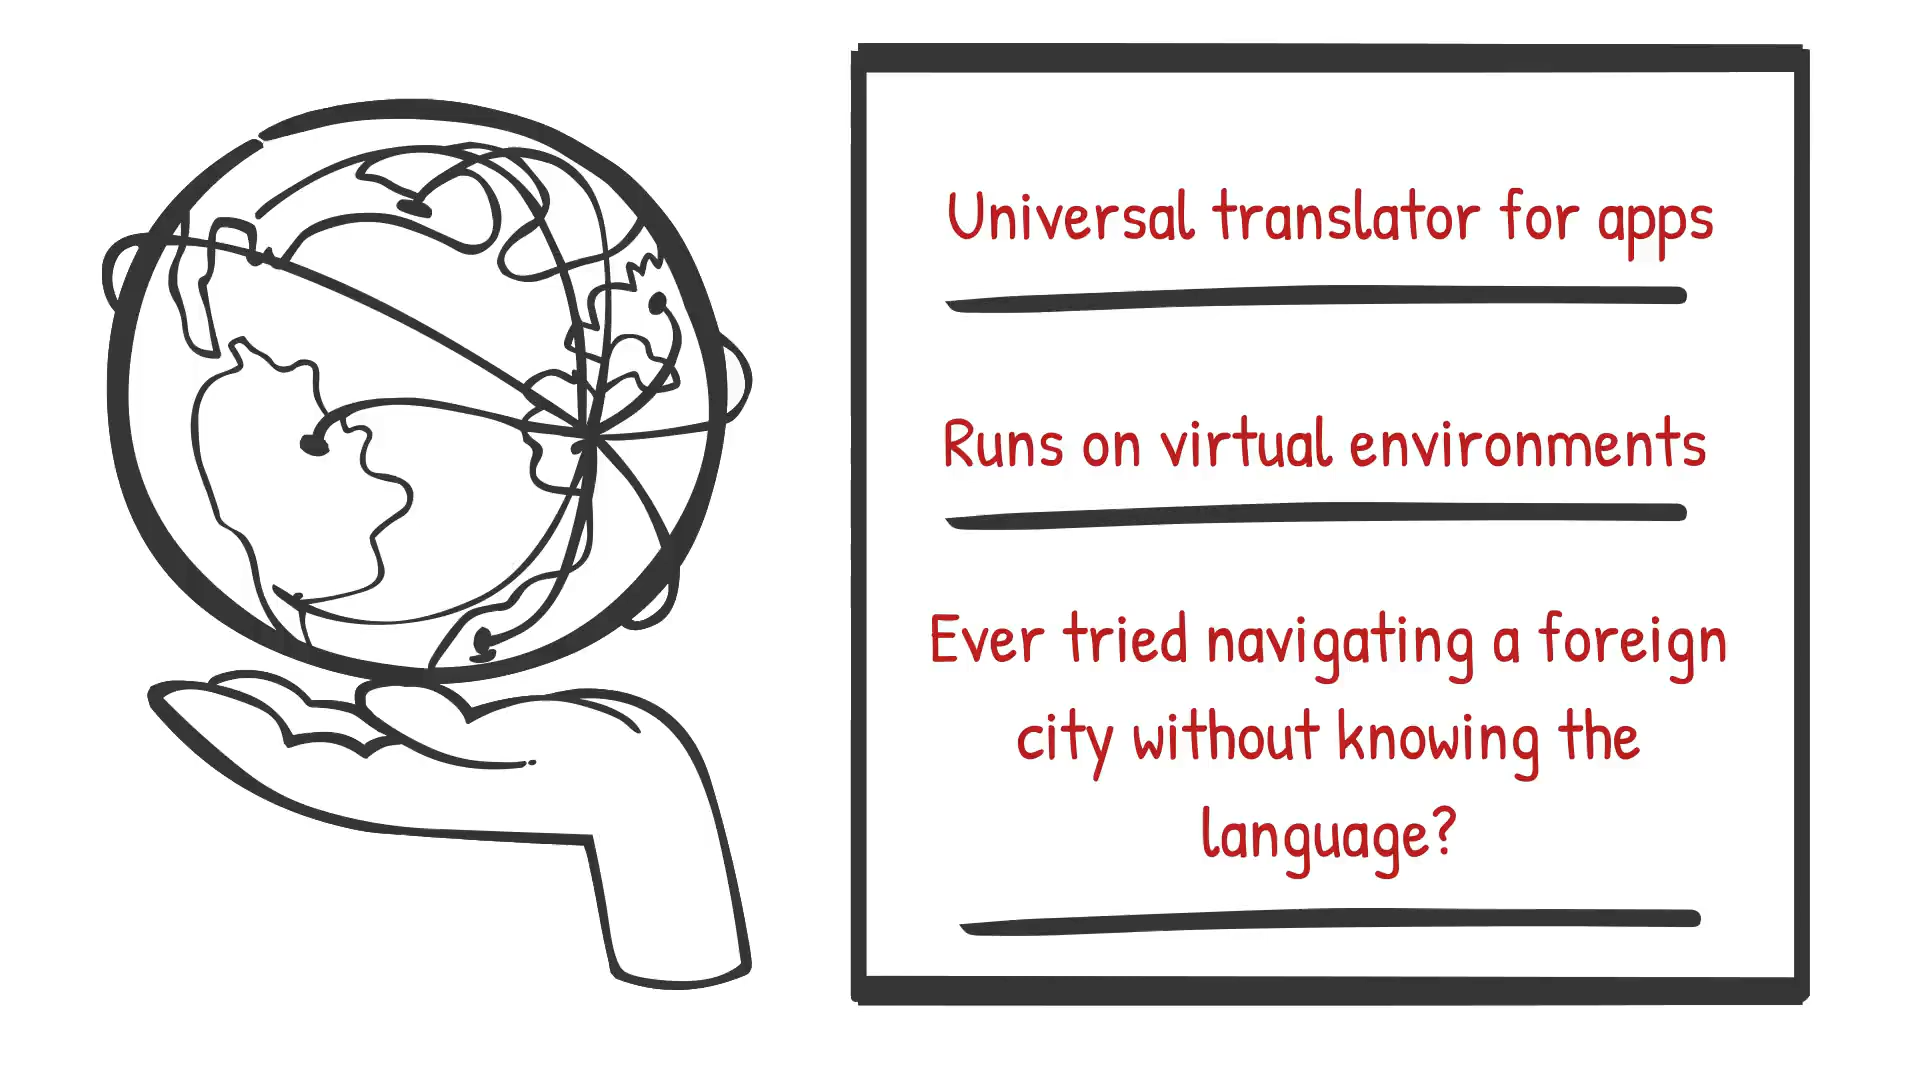 Universal translator for apps
Runs on virtual environments
Ever tried navigating a foreign
city without knowing the
language?